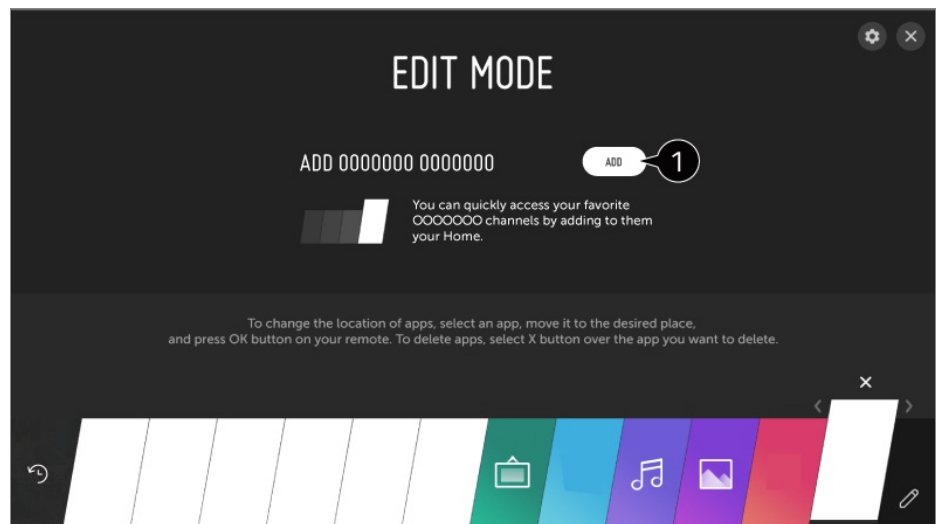 EDIT MODE
ADD OOOOOOO OOOOOOO
ADD
1
You can quickly access your favorite
OOOOOOO channels by adding to them
your Home.
To change the location of apps, select an app, move it to the desired place,
and press OK button on your remote. To delete apps, select X button over the app you want to delete.